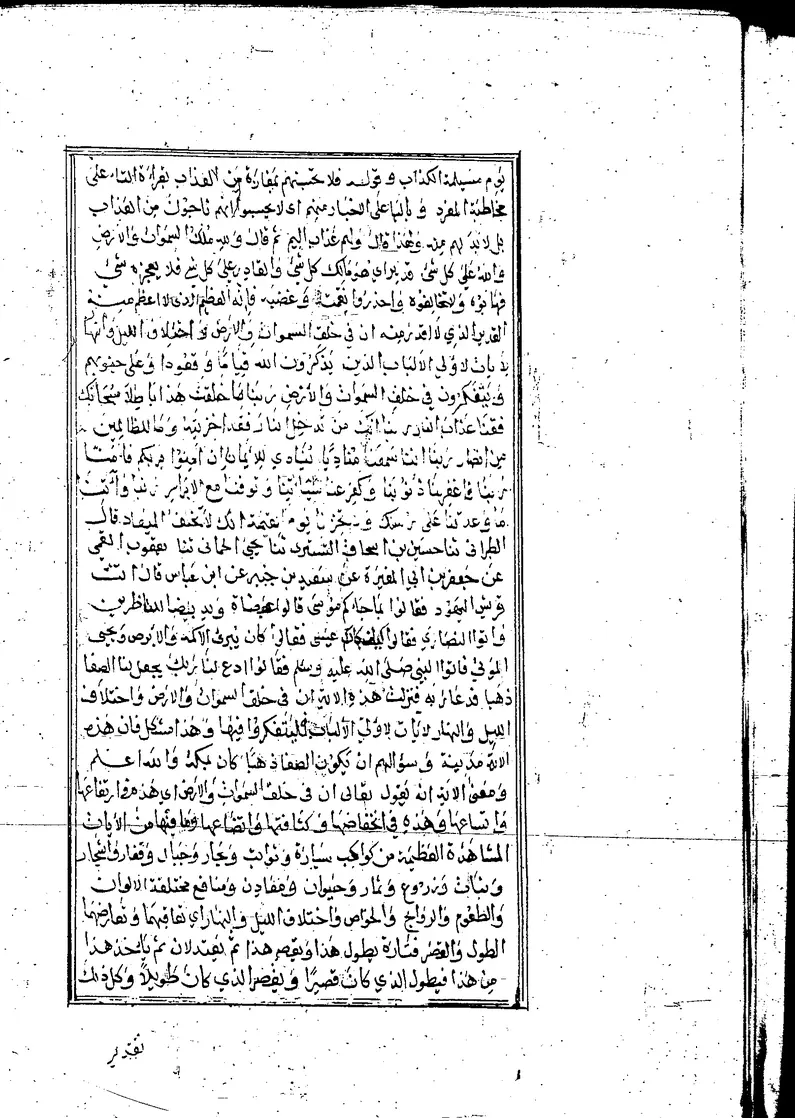 يوم مسيلمة الكذاب وقوله فلا تحسبنهم بمفازة من العذاب يقرأ بالتاء على
مخاطبة المفرد و بالياء على الاخبار عنهم اي لا يحسبوا انهم ناجون من العذاب
بل لا بد لهم منه ولهذا قال ولهم عذاب اليم ثم قال ولله ملك السموات والارض
والله على كل شئ قدير اي هو مالك كل شئ والقادر على كل شئ فلا يعجزه شئ
فهابوه ولا تخالفوه واحذروا نقمته وغضبه فانه العظيم الذي لا اعظم منه
القدير الذي لا اقدر منه ان في خلق السموات والارض واختلاف الليل والنهار
لايات لاولي الالباب الذين يذكرون الله قياما وقعودا وعلى جنوبهم
ويتفكرون في خلق السموات والارض ربنا ما خلقت هذا باطلا سبحانك
فقنا عذاب النار ربنا انك من تدخل النار فقد اخزيته وما للظالمين
من انصار ربنا اننا سمعنا مناديا ينادي للايمان ان امنوا بربكم فامنا
ربنا فاغفر لنا ذنوبنا وكفر عنا سيئاتنا وتوفنا مع الابرار ربنا واتنا
ما وعدتنا على رسلك ولا تخزنا يوم القيمة انك لا تخلف الميعاد قال
الطبراني ثنا حسين بن اسحاق التستري ثنا يحيى الحماني ثنا يعقوب القمي
عن جعفر بن ابي المغيرة عن سعيد بن جبير عن ابن عباس قال اتت
قريش اليهود فقالوا بما جاءكم موسى قالوا عصاه ويده بيضا للناظرين
واتوا النصارى فقالوا كيف كان عيسى فقالوا كان يبرئ الاكمه والابرص ويحيي
الموتى فاتوا النبي صلى الله عليه وسلم فقالوا ادع لنا ربك يجعل لنا الصفا
ذهبا فدعا ربه فنزلت هذه الاية ان في خلق السموات والارض واختلاف
الليل والنهار لايات لاولي الالباب فليتفكروا فيها وهذا مشكل فان هذه
الاية مدنية وسؤالهم ان يكون الصفا ذهبا كان بمكة والله اعلم
ومعنى الاية انه يقول تعالى ان في خلق السموات والارض اي هذه في ارتفاعها
واتساعها وهذه في انخفاضها وكثافتها واتضاعها وما فيها من الايات
المشاهدة العظيمة من كواكب سيارة وثوابت وبحار وجبال وقفار واشجار
ونبات وزروع وثمار وحيوان ومعادن ومنافع مختلفة الالوان
والطعوم والروائح والخواص واختلاف الليل والنهار اي تعاقبهما وتقارضهما
الطول والقصر فتارة يطول هذا ويقصر هذا ثم يعتدلان ثم ياخذ هذا
من هذا فيطول الذي كان قصيرا ويقصر الذي كان طويلا وكل ذلك
تقدير